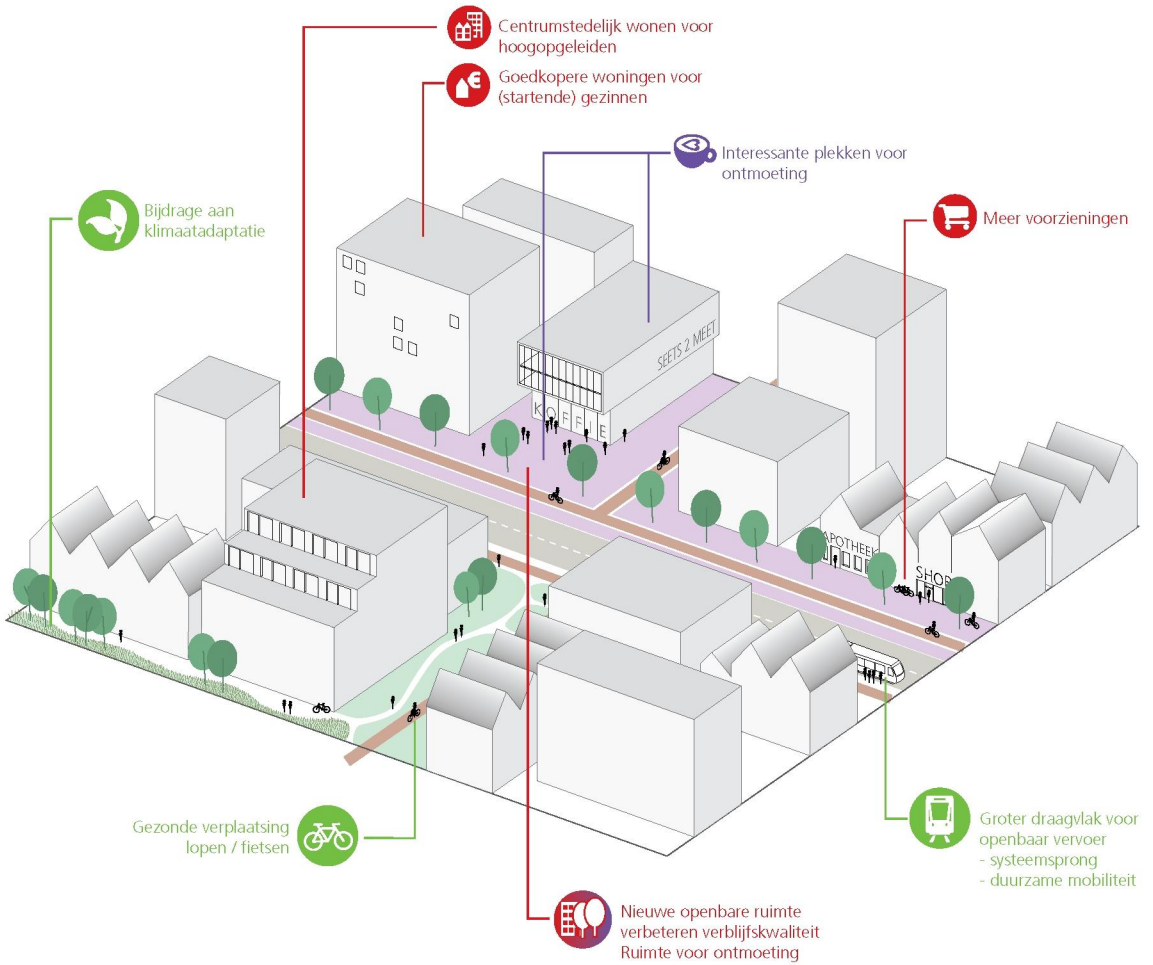 Centrumstedelijk wonen voor
hoogopgeleiden
Goedkopere woningen voor
(startende) gezinnen
Interessante plekken voor
ontmoeting
Bijdrage aan
klimaatadaptatie
Meer voorzieningen
SEETS 2 MEET
KOFFIE
APOTHEEK
SHOP
Gezonde verplaatsing
lopen / fietsen
Groter draagvlak voor
openbaar vervoer
- systeemsprong
- duurzame mobiliteit
Nieuwe openbare ruimte
verbeteren verblijfskwaliteit
Ruimte voor ontmoeting